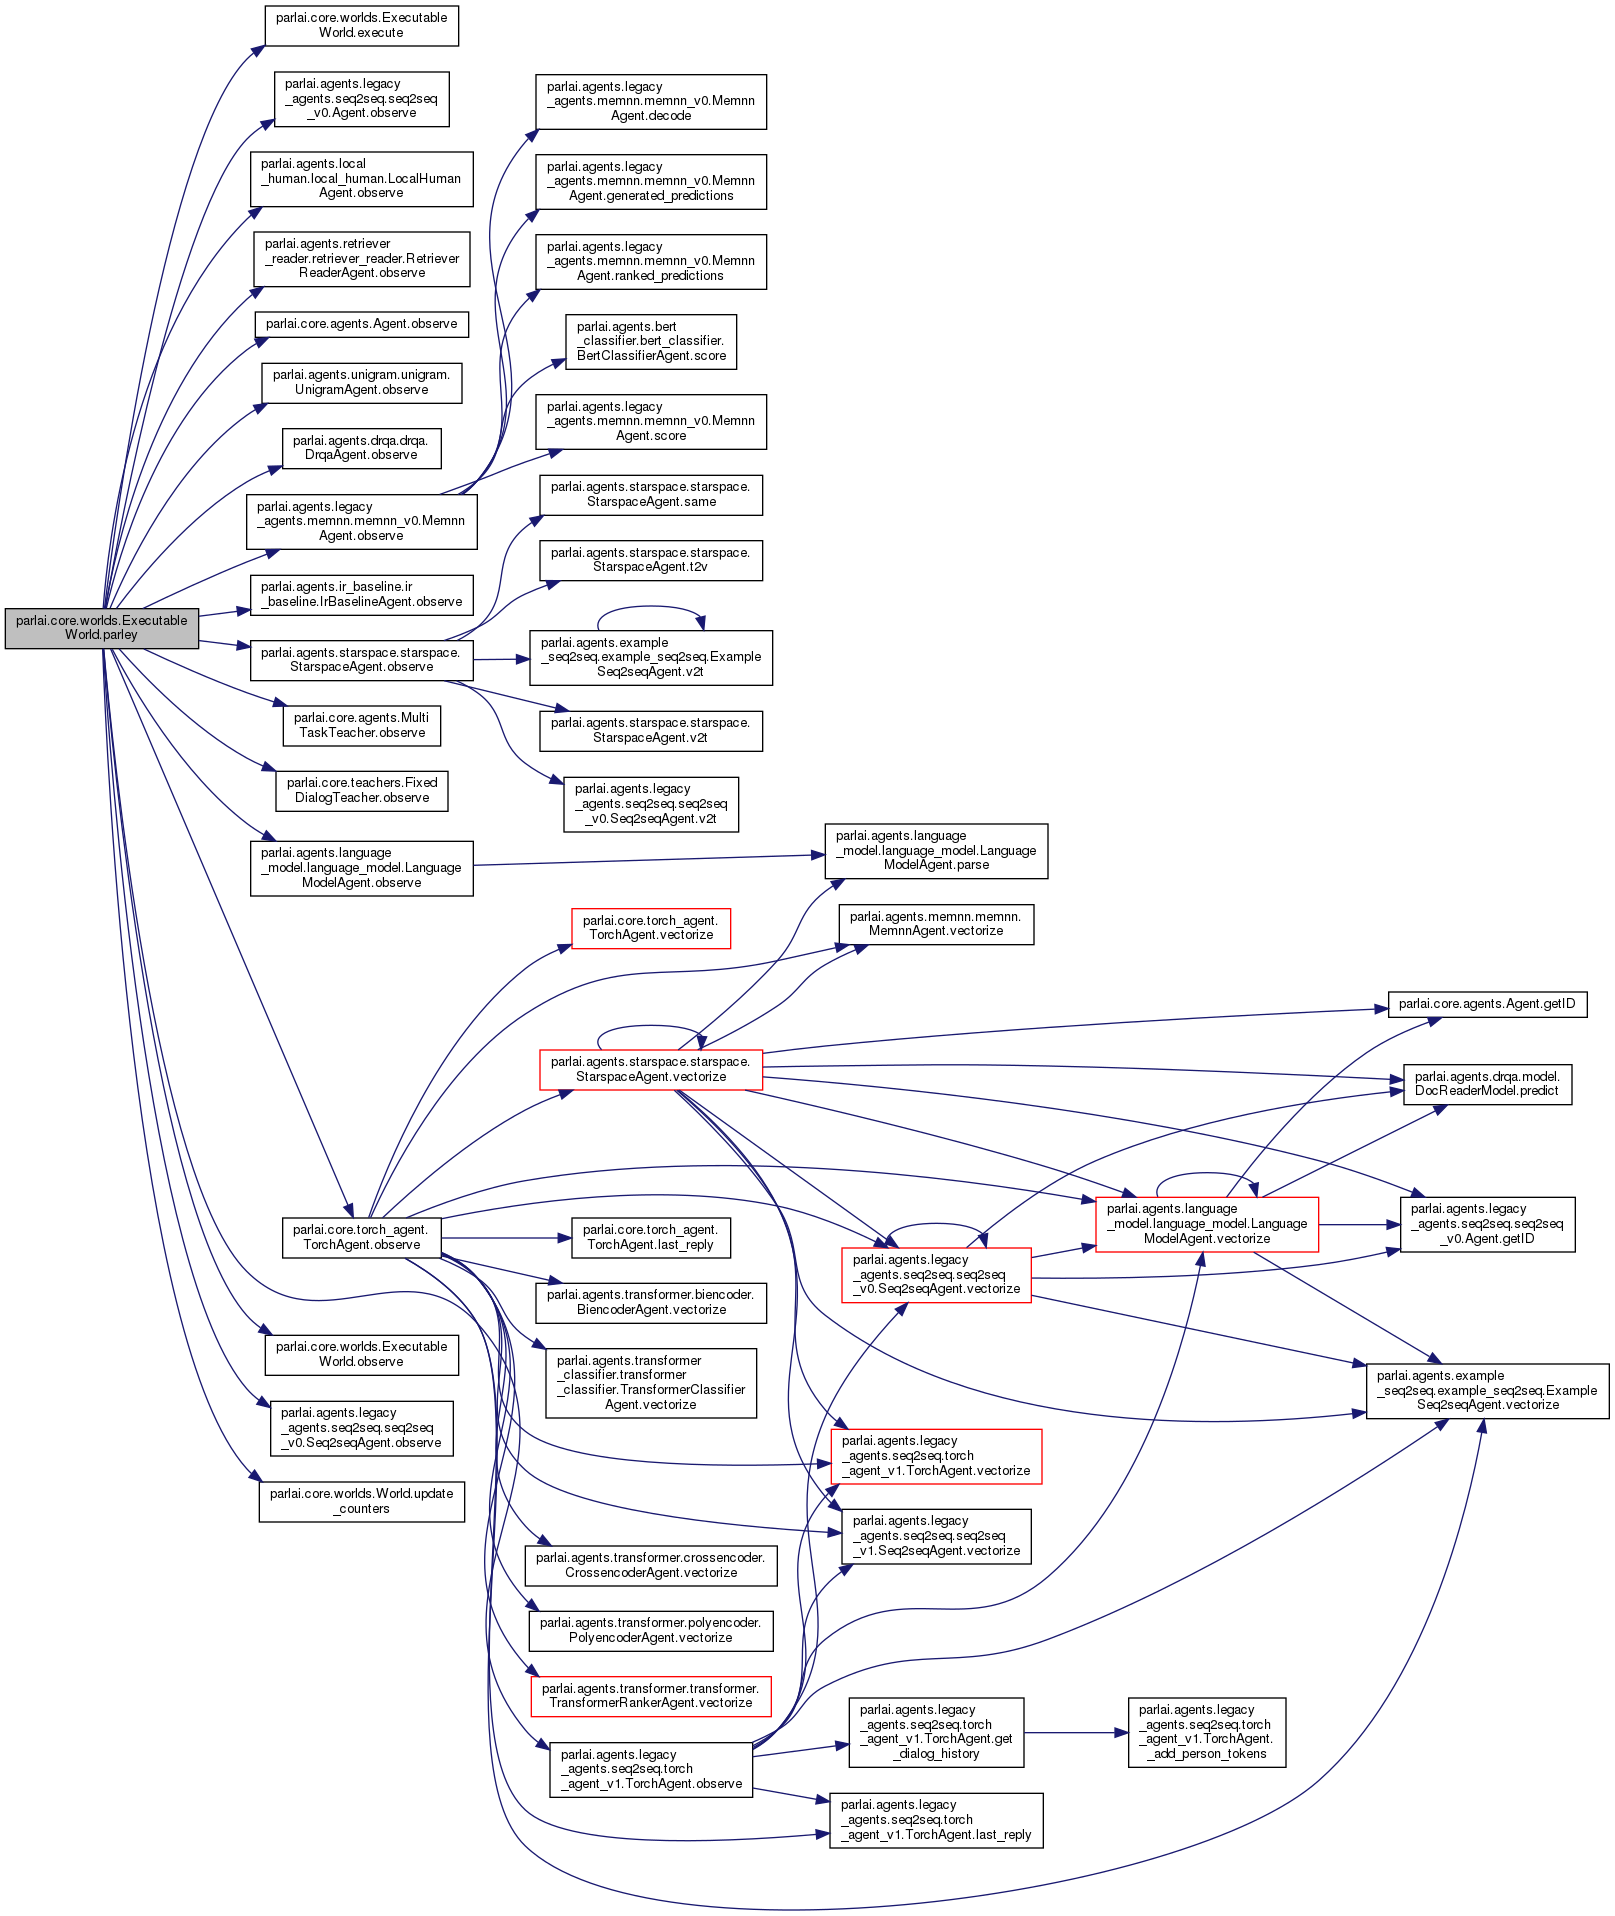 parlai.core.worlds.Executable
World.parley
parlai.core.worlds.Executable
World.execute
parlai.agents.legacy
_agents.seq2seq.seq2seq
_v0.Agent.observe
parlai.agents.local
_human.local_human.LocalHuman
Agent.observe
parlai.agents.retriever
_reader.retriever_reader.Retriever
ReaderAgent.observe
parlai.core.agents.Agent.observe
parlai.agents.unigram.unigram.
UnigramAgent.observe
parlai.agents.drqa.drqa.
DrqaAgent.observe
parlai.agents.legacy
_agents.memnn.memnn_v0.Memnn
Agent.observe
parlai.agents.ir_baseline.ir
_baseline.IrBaselineAgent.observe
parlai.agents.starspace.starspace.
StarspaceAgent.observe
parlai.core.agents.Multi
TaskTeacher.observe
parlai.core.teachers.Fixed
DialogTeacher.observe
parlai.agents.language
_model.language_model.Language
ModelAgent.observe
parlai.core.torch_agent.
TorchAgent.observe
parlai.core.worlds.Executable
World.observe
parlai.agents.legacy
_agents.seq2seq.seq2seq
_v0.Seq2seqAgent.observe
parlai.core.worlds.World.update
_counters
parlai.agents.legacy
_agents.memnn.memnn_v0.Memnn
Agent.decode
parlai.agents.legacy
_agents.memnn.memnn_v0.Memnn
Agent.generated_predictions
parlai.agents.legacy
_agents.memnn.memnn_v0.Memnn
Agent.ranked_predictions
parlai.agents.bert
_classifier.bert_classifier.
BertClassifierAgent.score
parlai.agents.legacy
_agents.memnn.memnn_v0.Memnn
Agent.score
parlai.agents.starspace.starspace.
StarspaceAgent.same
parlai.agents.starspace.starspace.
StarspaceAgent.t2v
parlai.agents.example
_seq2seq.example_seq2seq.Example
Seq2seqAgent.v2t
parlai.agents.starspace.starspace.
StarspaceAgent.v2t
parlai.agents.legacy
_agents.seq2seq.seq2seq
_v0.Seq2seqAgent.v2t
parlai.core.torch_agent.
TorchAgent.vectorize
parlai.agents.starspace.starspace.
StarspaceAgent.vectorize
parlai.core.torch_agent.
TorchAgent.last_reply
parlai.agents.transformer.biencoder.
BiencoderAgent.vectorize
parlai.agents.transformer
_classifier.transformer
_classifier.TransformerClassifier
Agent.vectorize
parlai.agents.transformer.crossencoder.
CrossencoderAgent.vectorize
parlai.agents.transformer.polyencoder.
PolyencoderAgent.vectorize
parlai.agents.transformer.transformer.
TransformerRankerAgent.vectorize
parlai.agents.legacy
_agents.seq2seq.torch
_agent_v1.TorchAgent.observe
parlai.agents.language
_model.language_model.Language
ModelAgent.parse
parlai.agents.memnn.memnn.
MemnnAgent.vectorize
parlai.agents.legacy
_agents.seq2seq.seq2seq
_v0.Seq2seqAgent.vectorize
parlai.agents.legacy
_agents.seq2seq.torch
_agent_v1.TorchAgent.vectorize
parlai.agents.legacy
_agents.seq2seq.seq2seq
_v1.Seq2seqAgent.vectorize
parlai.agents.legacy
_agents.seq2seq.torch
_agent_v1.TorchAgent.get
_dialog_history
parlai.agents.legacy
_agents.seq2seq.torch
_agent_v1.TorchAgent.last_reply
parlai.agents.language
_model.language_model.Language
ModelAgent.vectorize
parlai.agents.legacy
_agents.seq2seq.torch
_agent_v1.TorchAgent.
_add_person_tokens
parlai.core.agents.Agent.getID
parlai.agents.drqa.model.
DocReaderModel.predict
parlai.agents.legacy
_agents.seq2seq.seq2seq
_v0.Agent.getID
parlai.agents.example
_seq2seq.example_seq2seq.Example
Seq2seqAgent.vectorize